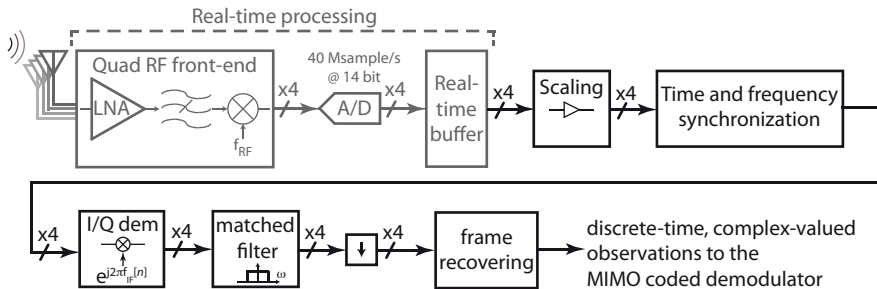 Real-time processing
Quad RF front-end
LNA
f_RF
x4
40 Msample/s
@ 14 bit
A/D
x4
Real-
time
buffer
x4
Scaling
x4
Time and frequency
synchronization
x4
I/Q dem
e^j2πf_IF[n]
x4
matched
filter
ω
x4
↓
x4
frame
recovering
discrete-time, complex-valued
observations to the
MIMO coded demodulator